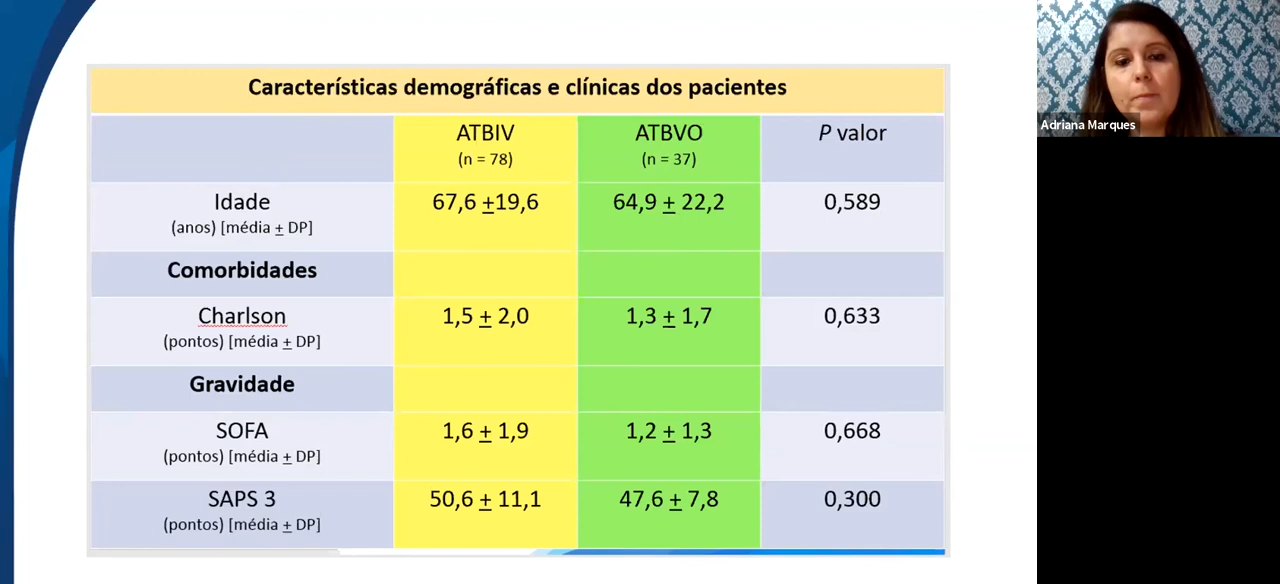 Características demográficas e clínicas dos pacientes
ATBIV ATBVO P valor
(n = 78) (n = 37)
Idade 67,6 ±19,6 64,9 ± 22,2 0,589
(anos) [média ± DP]
Comorbidades
Charlson 1,5 ± 2,0 1,3 ± 1,7 0,633
(pontos) [média ± DP]
Gravidade
SOFA 1,6 ± 1,9 1,2 ± 1,3 0,668
(pontos) [média ± DP]
SAPS 3 50,6 ± 11,1 47,6 ± 7,8 0,300
(pontos) [média ± DP]
Adriana Marques